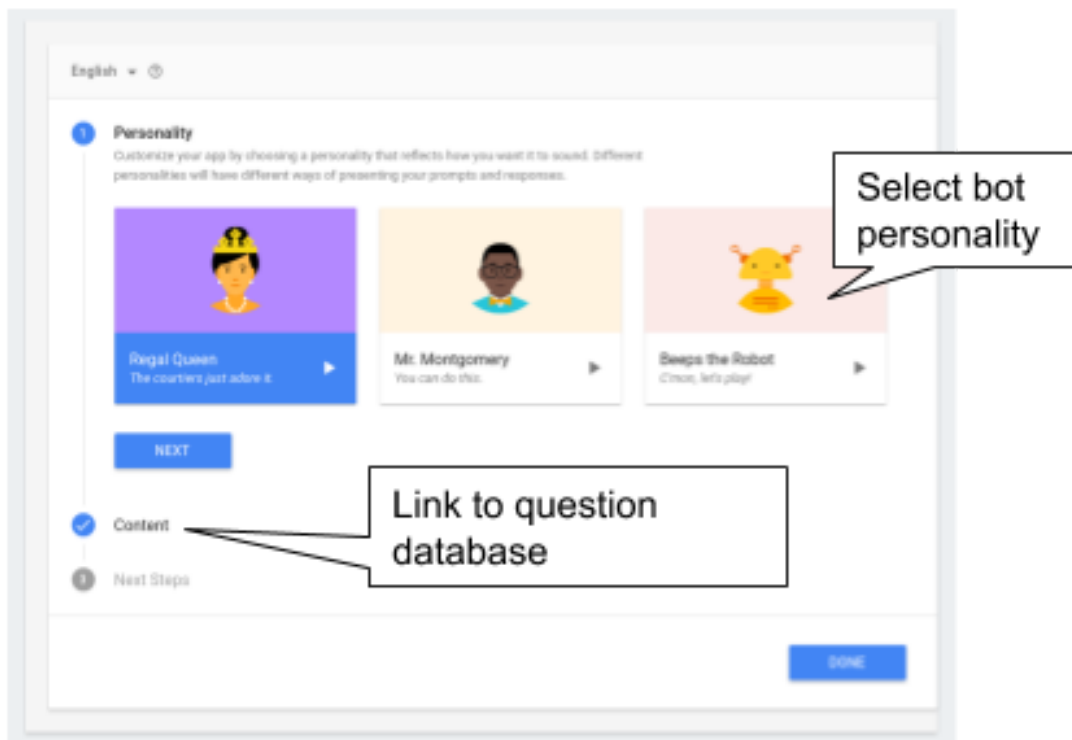 English
1 Personality
Customize your app by choosing a personality that reflects how you want it to sound. Different
personalities will have different ways of presenting your prompts and responses.
Select bot
personality
Regal Queen
The courtiers just adore it.
Mr. Montgomery
You can do this.
Beeps the Robot
C'mon, let's play!
NEXT
Content
Link to question
database
3 Next Steps
DONE